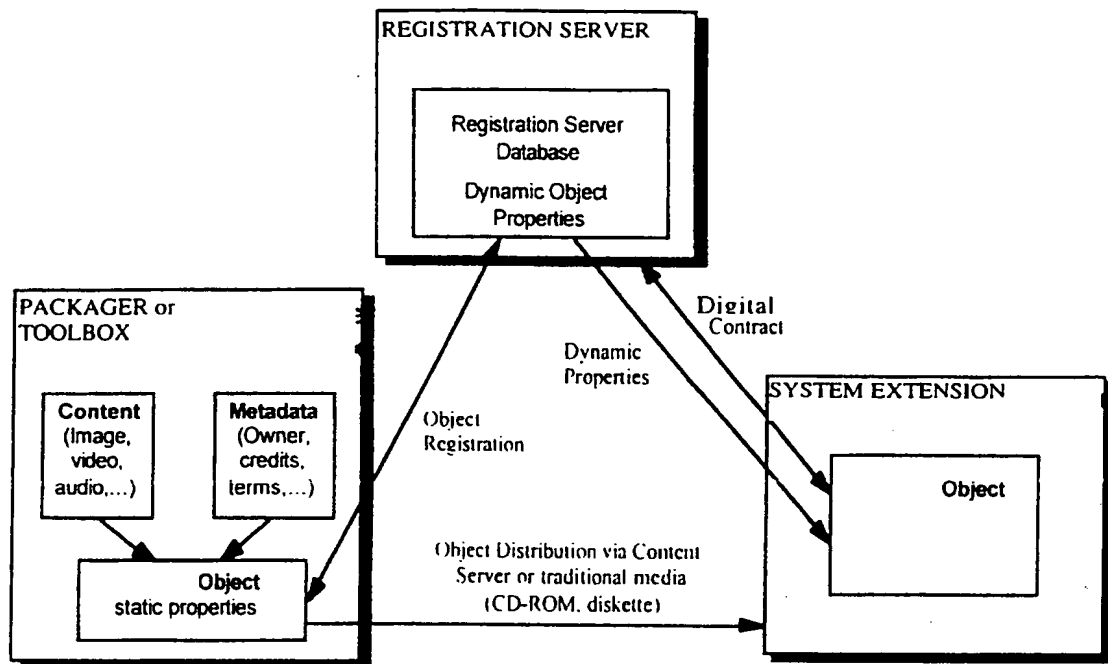 REGISTRATION SERVER
Registration Server
Database
Dynamic Object
Properties
PACKAGER or
TOOLBOX
Content
(Image,
video,
audio,...)
Metadata
(Owner,
credits,
terms,...)
Object
static properties
Object
Registration
Dynamic
Properties
Digital
Contract
SYSTEM EXTENSION
Object
Object Distribution via Content
Server or traditional media
(CD-ROM, diskette)